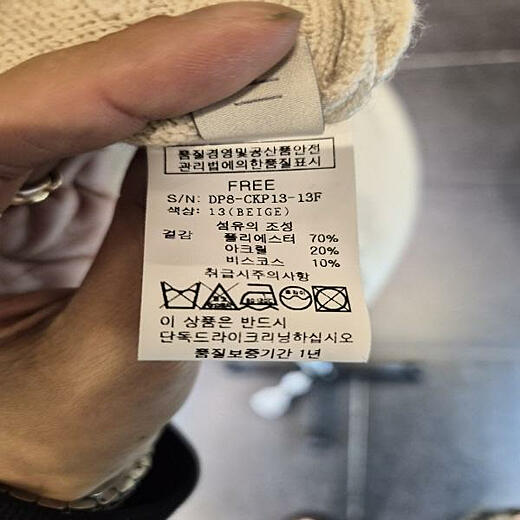 품질경영및공산품안전
관리법에의한품질표시
FREE
S/N: DP8-CKP13-13F
색상: 13(BEIGE)
섬유의 조성
겉감 폴리에스터 70%
아크릴 20%
비스코스 10%
취급시주의사항
이 상품은 반드시
단독드라이크리닝하십시오
품질보증기간 1년